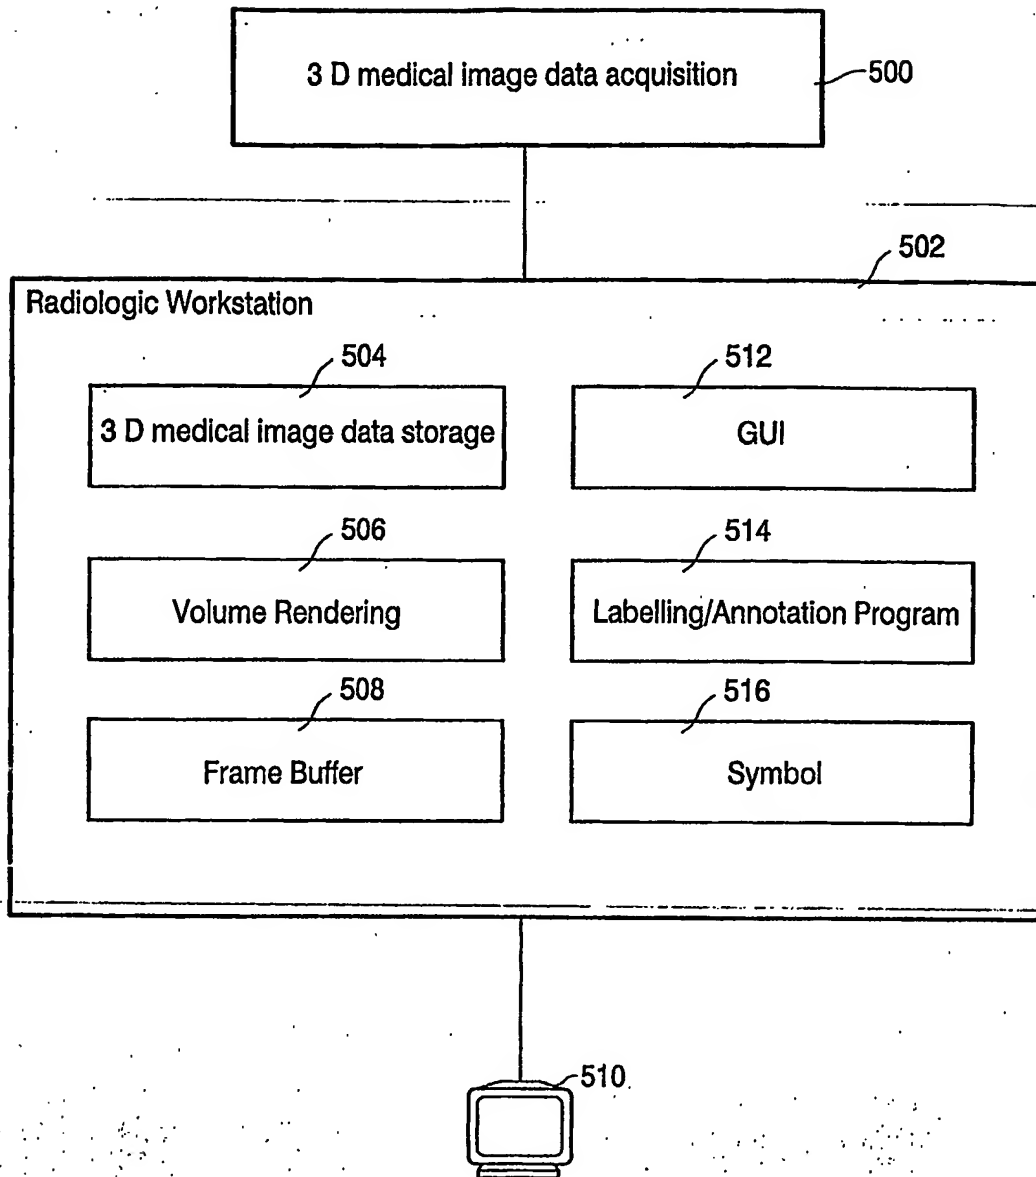 3 D medical image data acquisition
500
502
Radiologic Workstation
504
512
3 D medical image data storage
GUI
506
514
Volume Rendering
Labelling/Annotation Program
508
516
Frame Buffer
Symbol
510